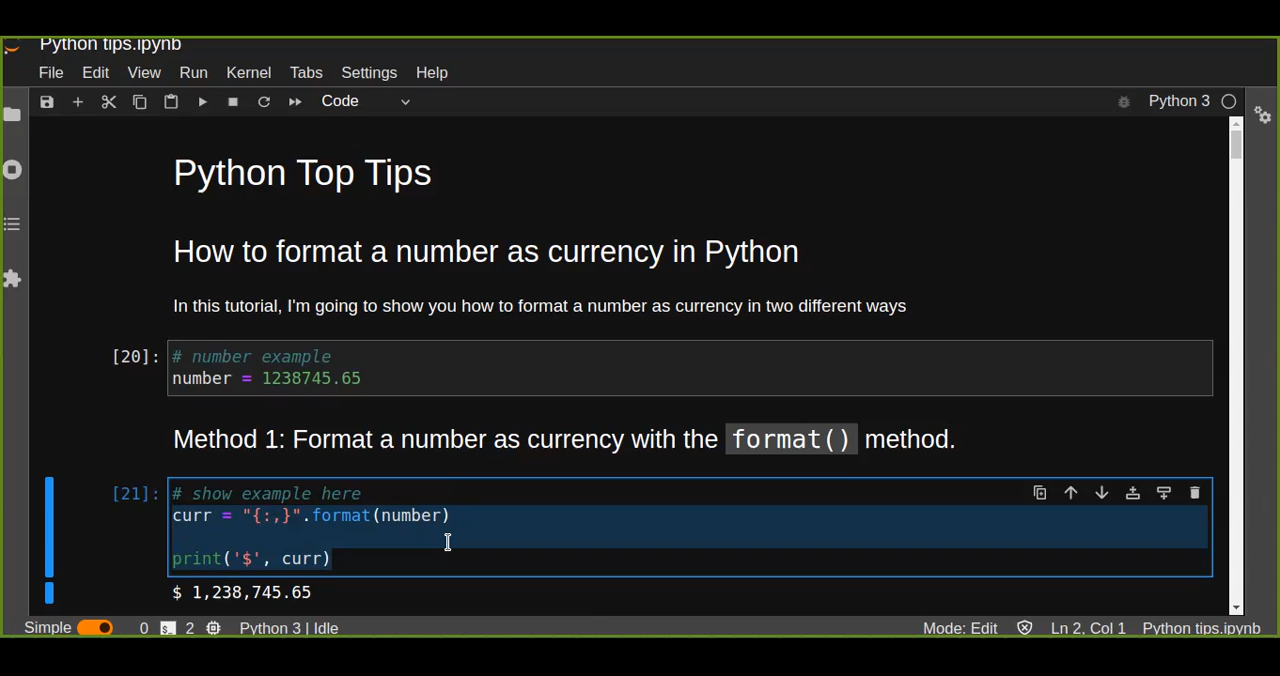 Python tips.ipynb
File Edit View Run Kernel Tabs Settings Help
Code Python 3
Python Top Tips
How to format a number as currency in Python
In this tutorial, I'm going to show you how to format a number as currency in two different ways
[20]: # number example
number = 1238745.65
Method 1: Format a number as currency with the format() method.
[21]: # show example here
curr = "{:,}".format(number)
print('$', curr)
$ 1,238,745.65
Simple 0 $_ 2 Python 3 | Idle Mode: Edit Ln 2, Col 1 Python tips.ipynb